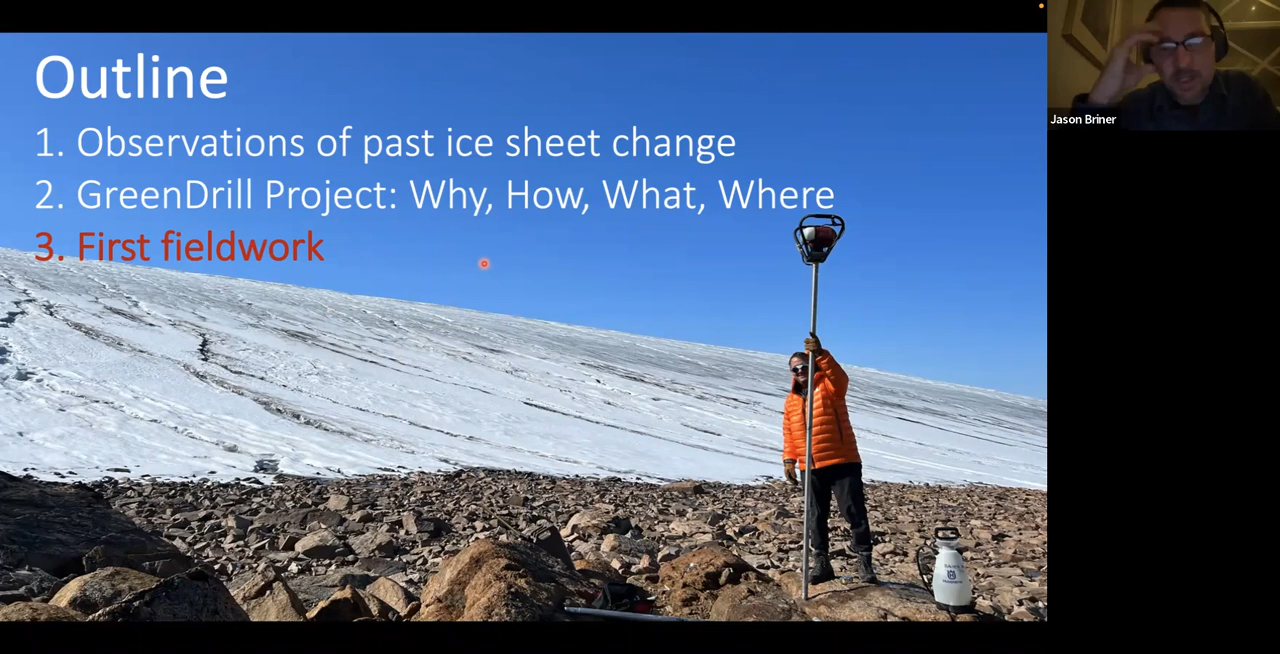 Outline
1. Observations of past ice sheet change
2. GreenDrill Project: Why, How, What, Where
3. First fieldwork
Jason Briner